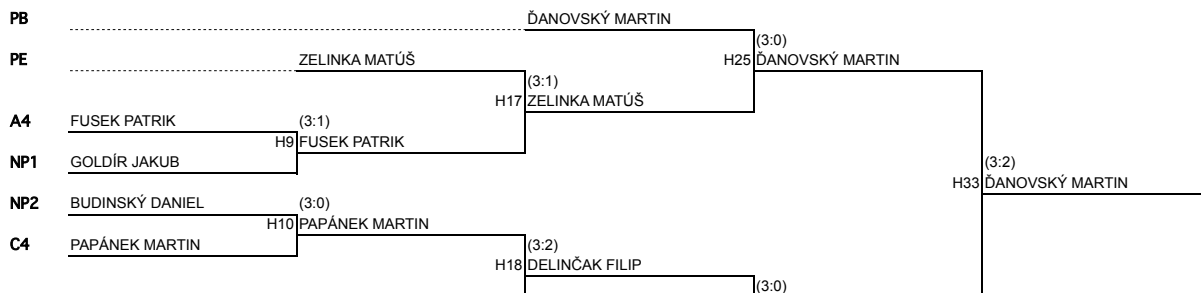 PB ĎANOVSKÝ MARTIN
(3:0)
PE ZELINKA MATÚŠ H25 ĎANOVSKÝ MARTIN
(3:1)
H17 ZELINKA MATÚŠ
A4 FUSEK PATRIK (3:1)
H9 FUSEK PATRIK
NP1 GOLDÍR JAKUB (3:2)
H33 ĎANOVSKÝ MARTIN
NP2 BUDINSKÝ DANIEL (3:0)
H10 PAPÁNEK MARTIN
C4 PAPÁNEK MARTIN (3:2)
H18 DELINČAK FILIP
(3:0)